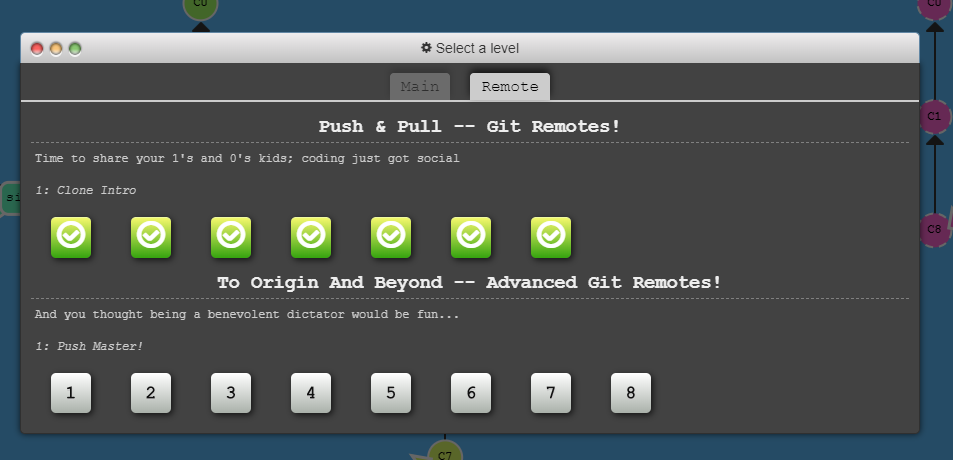 C0
C0
Select a level
Main
Remote
Push & Pull -- Git Remotes!
C1
Time to share your 1's and 0's kids; coding just got social
1: Clone Intro
si
C8
To Origin And Beyond -- Advanced Git Remotes!
And you thought being a benevolent dictator would be fun...
1: Push Master!
1 2 3 4 5 6 7 8
C7